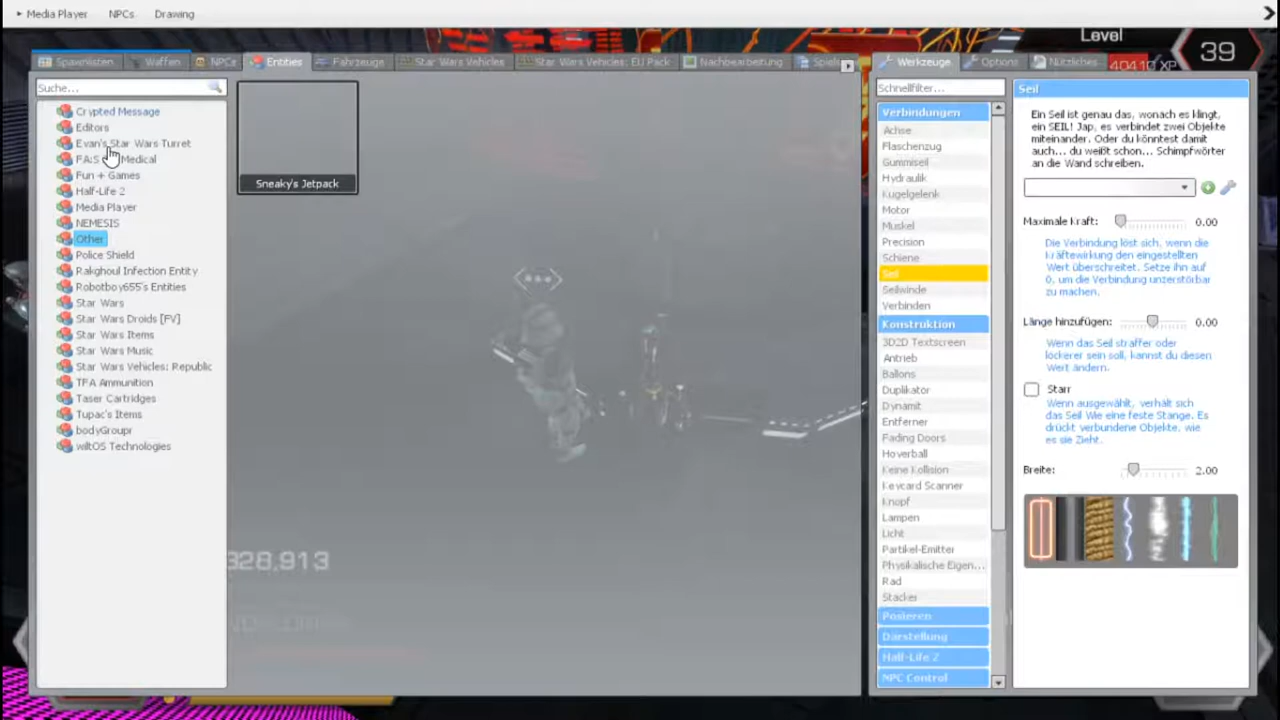 Media Player NPCs Drawing
Level
39
40410 XP
Spawnlisten Waffen NPCs Entities Fahrzeuge Star Wars Vehicles Star Wars Vehicles: EU Pack Nachbearbeitung
Suche...
Crypted Message
Editors
Evan's Star Wars Turret
Medical
Fun + Games
Half-Life 2
Media Player
NEMESIS
Other
Police Shield
Rakghoul Infection Entity
Robotboy655's Entities
Star Wars
Star Wars Droids [FV]
Star Wars Items
Star Wars Music
Star Wars Vehicles: Republic
TFA Ammunition
Taser Cartridges
Tupac's Items
bodyGroupr
wiltOS Technologies
Sneaky's Jetpack
328,913
Werkzeuge Options Nützliches
Schnellfilter...
Verbindungen
Achse
Flaschenzug
Gummiseil
Hydraulik
Kugelgelenk
Motor
Muskel
Precision
Schiene
Seil
Seilwinde
Verbinden
Konstruktion
3D2D Textscreen
Antrieb
Ballons
Duplikator
Dynamit
Entferner
Fading Doors
Hoverball
Keine Kollision
Keycard Scanner
Knopf
Lampen
Licht
Partikel-Emitter
Physikalische Eigen...
Rad
Stacker
Posieren
Darstellung
Half-Life 2
NPC Control
Seil
Ein Seil ist genau das, wonach es klingt,
ein SEIL! Jap, es verbindet zwei Objekte
miteinander. Oder du könntest damit
auch... du weißt schon... Schimpfwörter
an die Wand schreiben.
Maximale Kraft: 0.00
Die Verbindung löst sich, wenn die
Kräftewirkung den eingestellten
Wert überschreitet. Setze ihn auf
0, um die Verbindung unzerstörbar
zu machen.
Länge hinzufügen: 0.00
Wenn das Seil straffer oder
lockerer sein soll, kannst du diesen
Wert ändern.
Starr
Wenn ausgewählt, verhält sich
das Seil Wie eine feste Stange. Es
drückt verbundene Objekte, wie
es sie Zieht.
Breite: 2.00